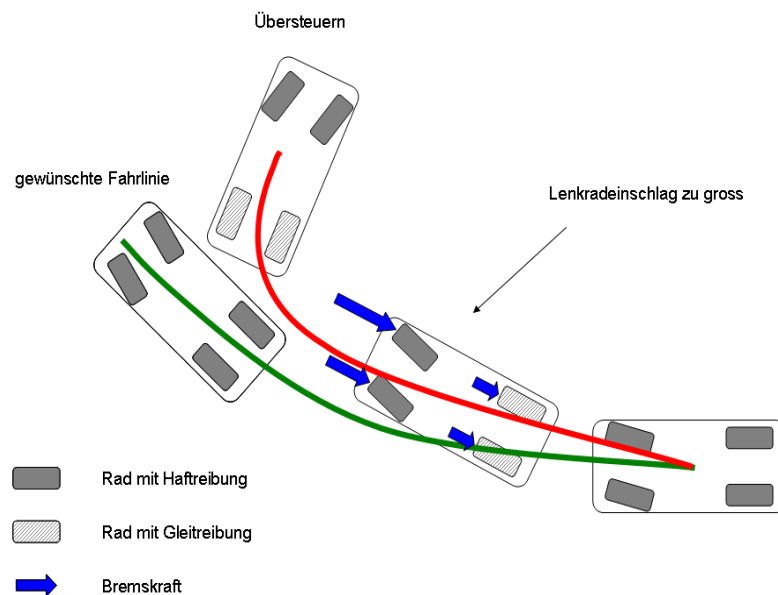 Übersteuern
gewünschte Fahrlinie
Lenkradeinschlag zu gross
Rad mit Haftreibung
Rad mit Gleitreibung
Bremskraft